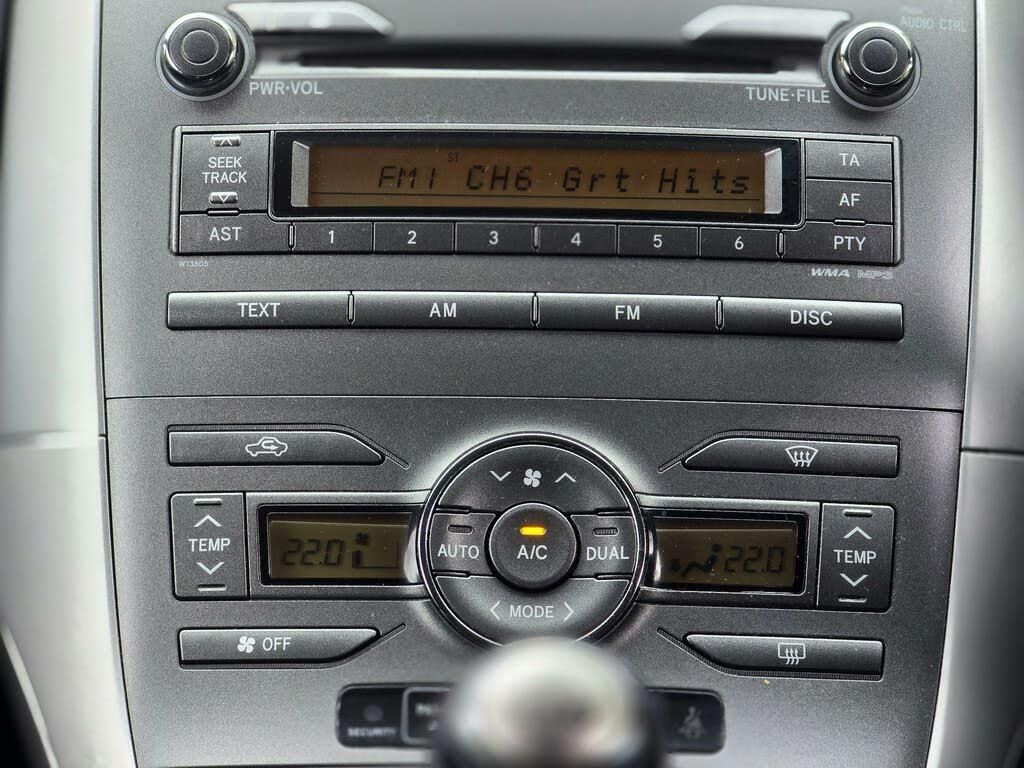 AUDIO CTRL
PWR·VOL
TUNE·FILE
SEEK
TRACK
ST
FM1 CH6 Grt Hits
TA
AF
AST
1
2
3
4
5
6
PTY
W13805
WMA MP3
TEXT
AM
FM
DISC
TEMP
22.0
AUTO
A/C
DUAL
22.0
TEMP
MODE
OFF
SECURITY